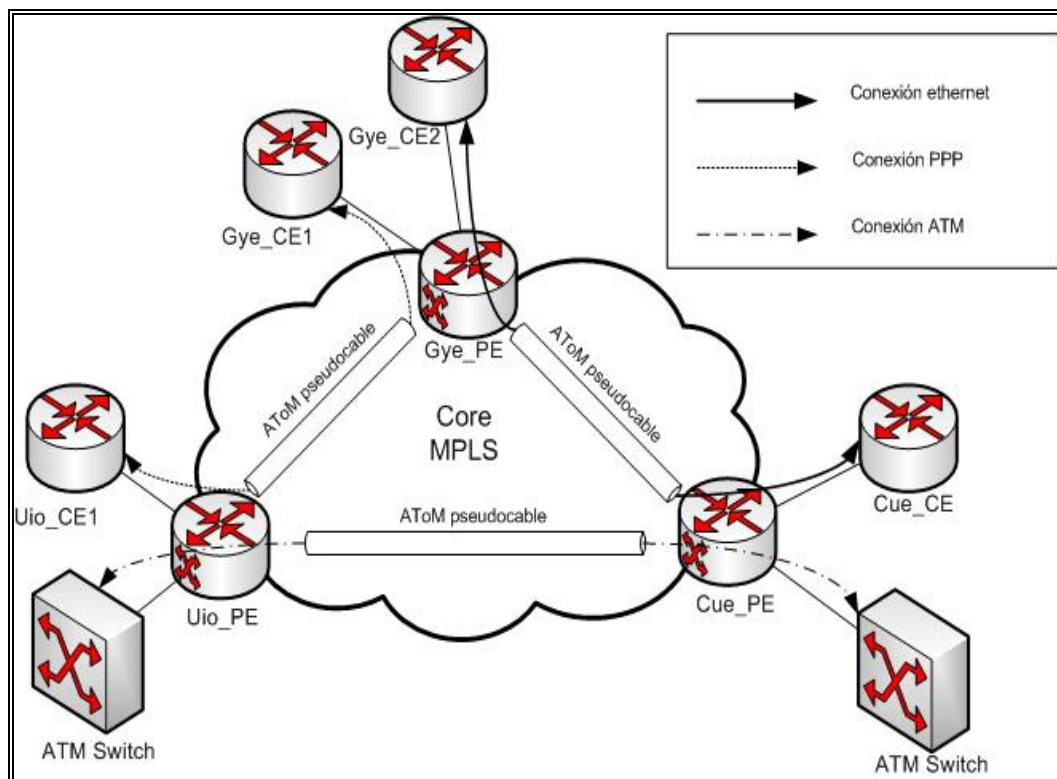 Gye_CE2
Conexión ethernet
Conexión PPP
Conexión ATM
Gye_CE1
Gye_PE
AToM pseudocable
AToM pseudocable
Core
MPLS
Uio_CE1
Cue_CE
AToM pseudocable
Uio_PE
Cue_PE
ATM Switch
ATM Switch